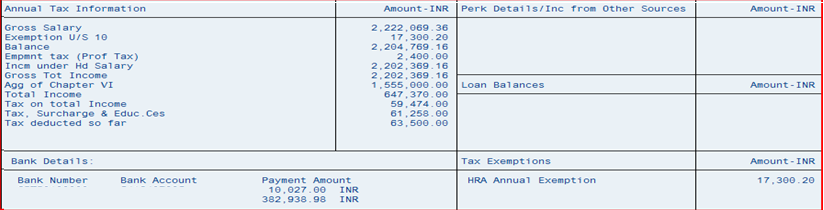 Annual Tax Information Amount-INR
Gross Salary 2,222,069.36
Exemption U/S 10 17,300.20
Balance 2,204,769.16
Empmnt tax (Prof Tax) 2,400.00
Incm under Hd Salary 2,202,369.16
Gross Tot Income 2,202,369.16
Agg of Chapter VI 1,555,000.00
Total Income 647,370.00
Tax on total Income 59,474.00
Tax, Surcharge & Educ.Ces 61,258.00
Tax deducted so far 63,500.00
Perk Details/Inc from Other Sources Amount-INR
Loan Balances Amount-INR
Bank Details:
Bank Number Bank Account Payment Amount
10,027.00 INR
382,938.98 INR
Tax Exemptions Amount-INR
HRA Annual Exemption 17,300.20